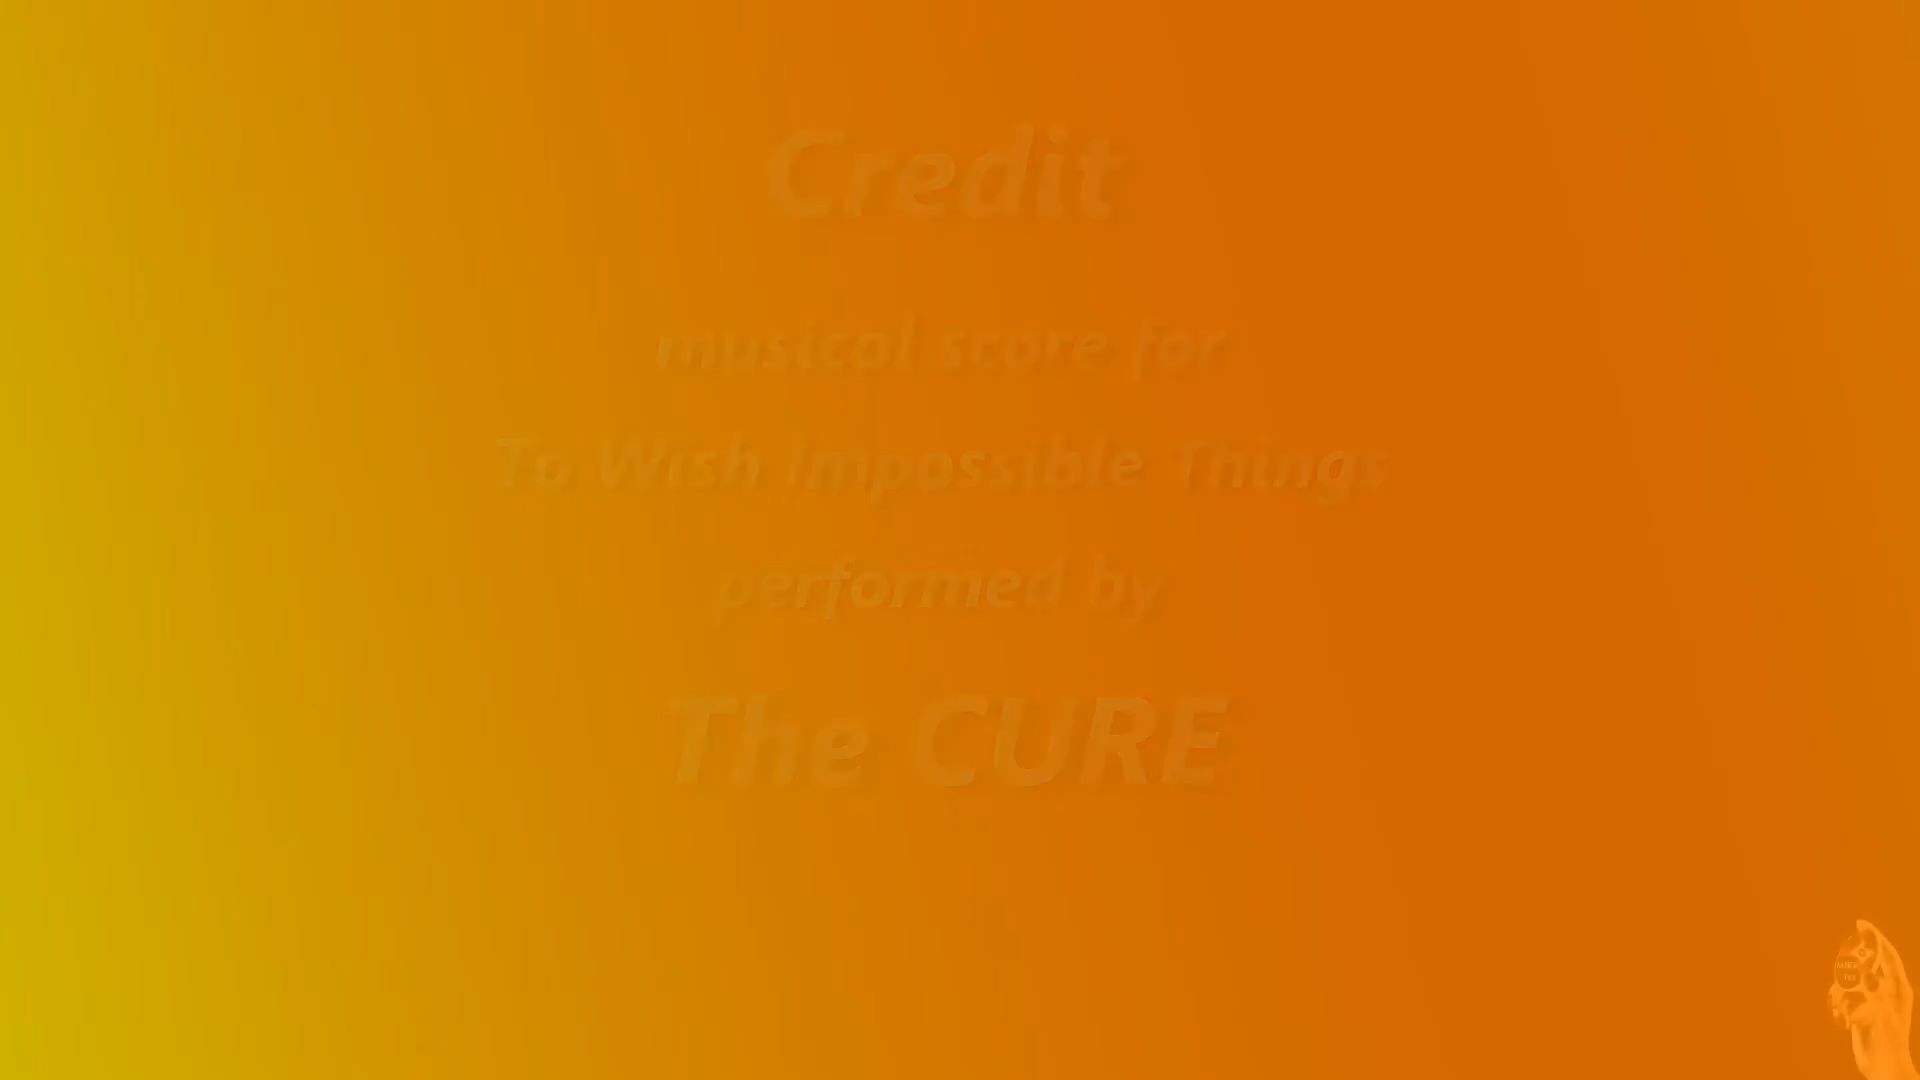 Credit
musical score for
To Wish Impossible Things
performed by
The CURE